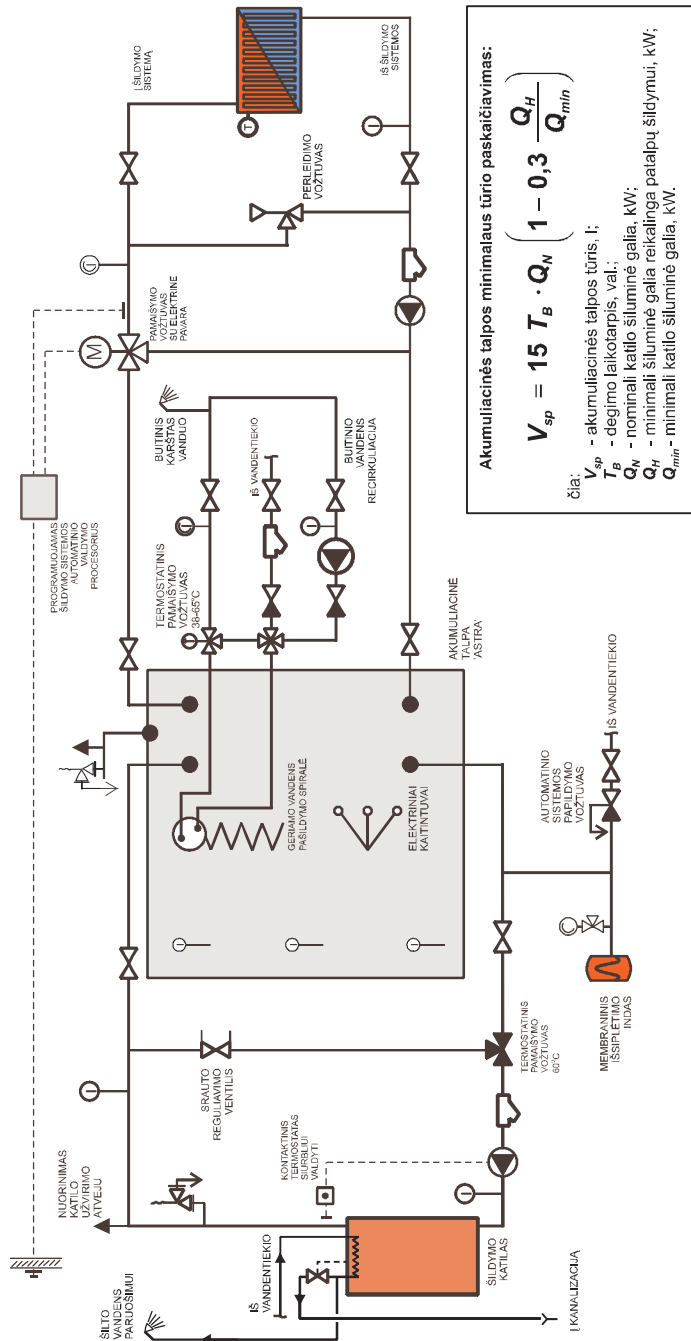 NUORINIMAS
KATILO
UŽVIRIMO
ATVEJU
ŠILTO
VANDENS
PARUOŠIMUI
IŠ
VANDENTIEKIO
KONTAKTINIS
TERMOSTATAS
SIURBLIUI
VALDYTI
ŠILDYMO
KATILAS
Į KANALIZACIJĄ
SRAUTO
REGULIAVIMO
VENTILIS
TERMOSTATINIS
PAMAIŠYMO
VOŽTUVAS
60°C
MEMBRANINIS
IŠSIPLĖTIMO
INDAS
AUTOMATINIO
SISTEMOS
PAPILDYMO
VOŽTUVAS
IŠ VANDENTIEKIO
GERIAMO VANDENS
PAŠILDYMO SPIRALĖ
ELEKTRINIAI
KAITINTUVAI
AKUMULIACINĖ
TALPA
'ASTRA'
PROGRAMUOJAMAS
ŠILDYMO SISTEMOS
AUTOMATINIO
VALDYMO
PROCESORIUS
TERMOSTATINIS
PAMAIŠYMO
VOŽTUVAS
38-65°C
BUITINIS
KARŠTAS
VANDUO
IŠ VANDENTIEKIO
BUITINIO
VANDENS
RECIRKULIACIJA
M
PAMAIŠYMO
VOŽTUVAS
SU ELEKTRINE
PAVARA
PERLEIDIMO
VOŽTUVAS
Į ŠILDYMO
SISTEMĄ
T
IŠ ŠILDYMO
SISTEMOS
Akumuliacinės talpos minimalaus tūrio paskaičiavimas:
V_sp = 15 T_B · Q_N (1 – 0,3 Q_H / Q_min)
čia:
V_sp - akumuliacinės talpos tūris, l;
T_B - degimo laikotarpis, val.;
Q_N - nominali katilo šiluminė galia, kW;
Q_H - minimali šiluminė galia reikalinga patalpų šildymui, kW;
Q_min - minimali katilo šiluminė galia, kW.